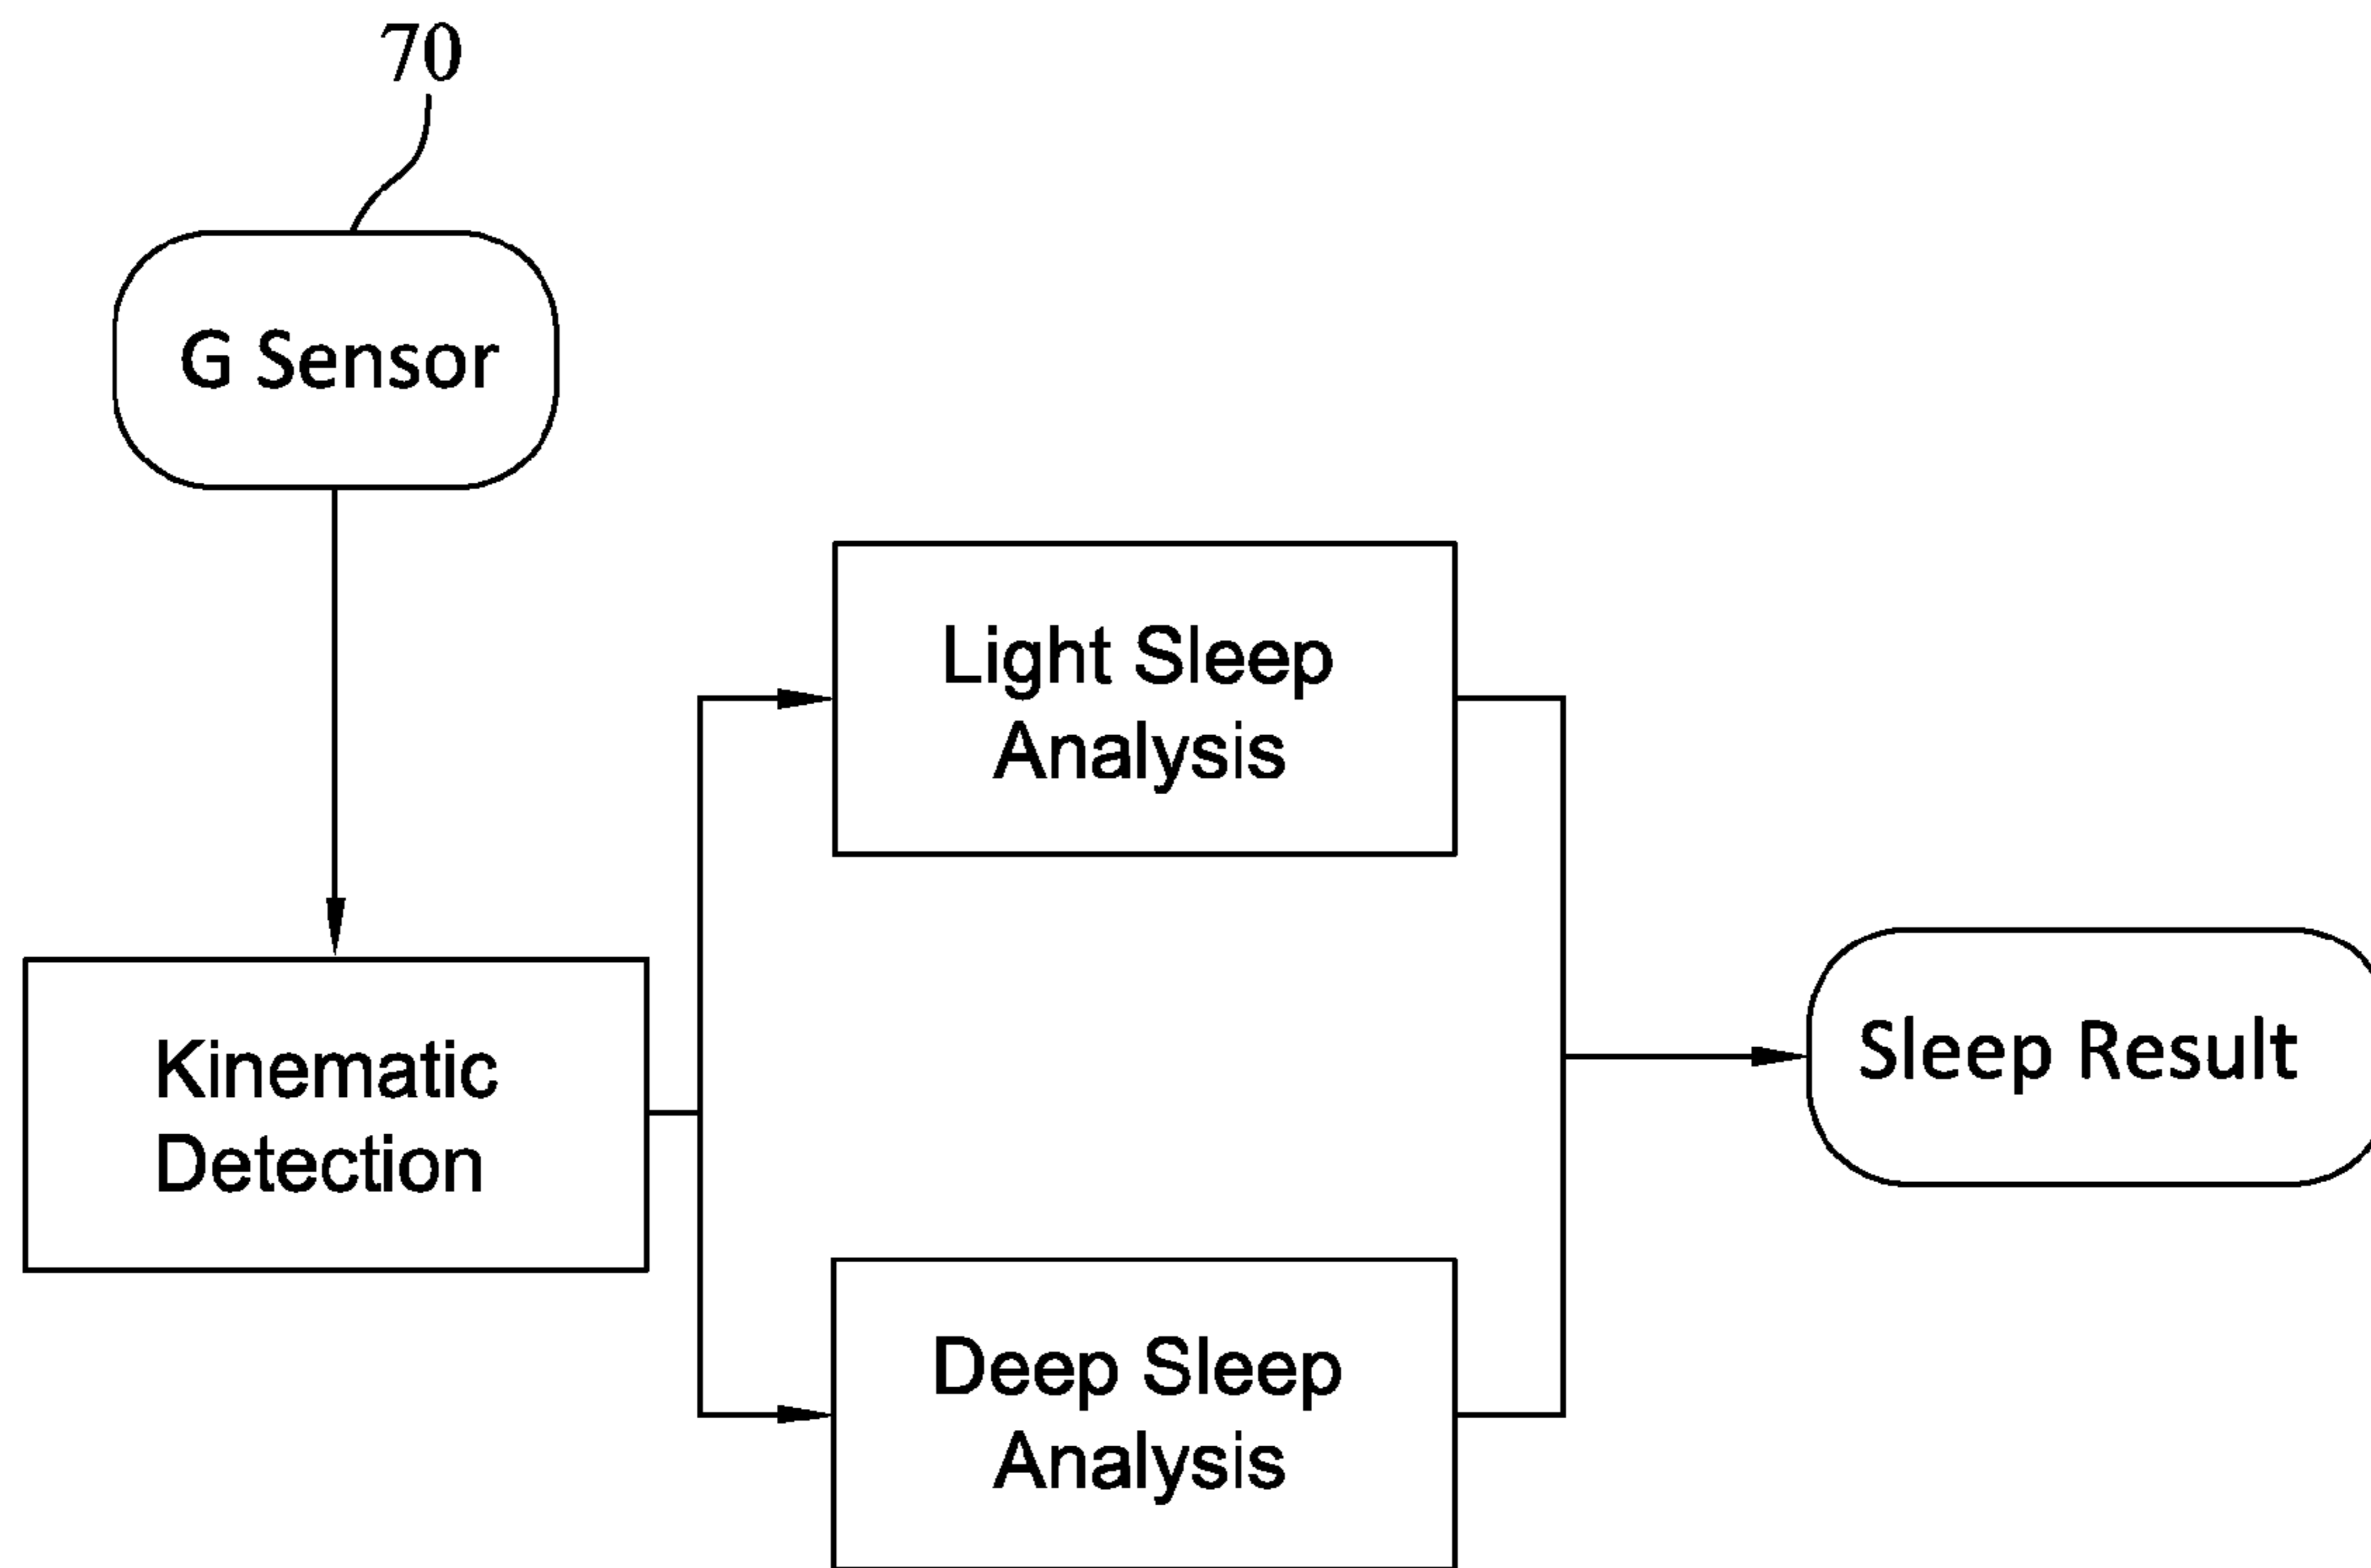 70
G Sensor
Light Sleep
Analysis
Kinematic
Detection
Sleep Result
Deep Sleep
Analysis